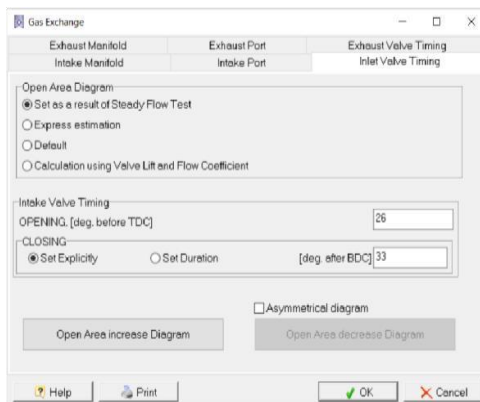 Gas Exchange
Exhaust Manifold Exhaust Port Exhaust Valve Timing
Intake Manifold Intake Port Inlet Valve Timing
Open Area Diagram
Set as a result of Steady Flow Test
Express estimation
Default
Calculation using Valve Lift and Flow Coefficient
Intake Valve Timing
OPENING, [deg. before TDC] 26
CLOSING
Set Explicitly Set Duration [deg. after BDC] 33
Asymmetrical diagram
Open Area increase Diagram Open Area decrease Diagram
Help Print OK Cancel